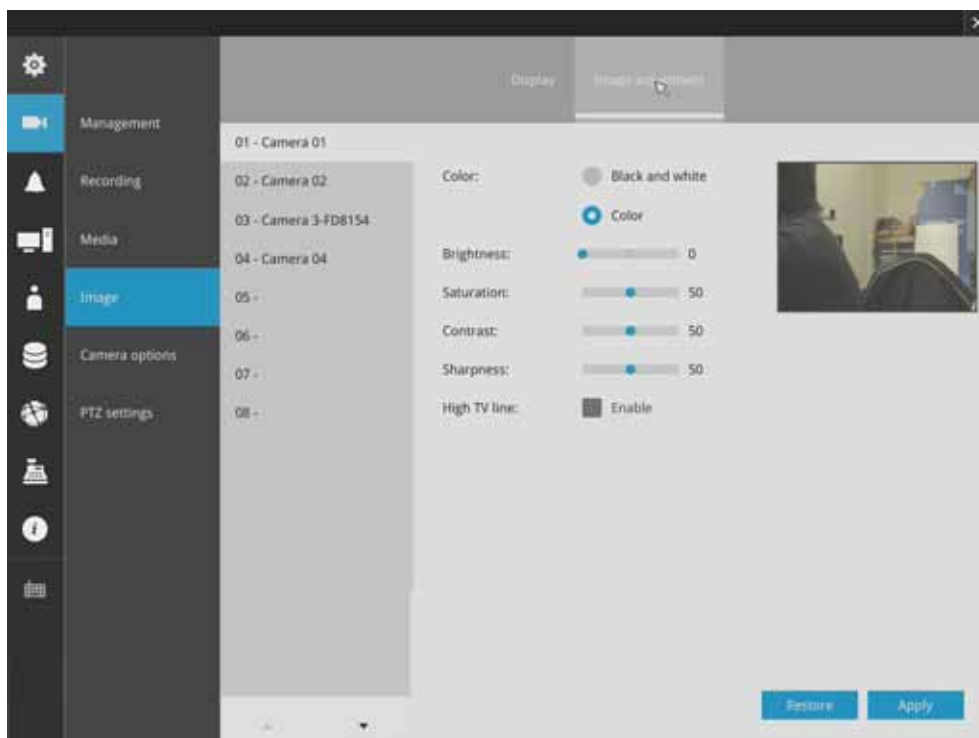 Display
Image adjustment
Management
Recording
Media
Image
Camera options
PTZ settings
01 - Camera 01
02 - Camera 02
03 - Camera 3-FD8154
04 - Camera 04
05 -
06 -
07 -
08 -
Color: Black and white
Color
Brightness: 0
Saturation: 50
Contrast: 50
Sharpness: 50
High TV line: Enable
Restore Apply